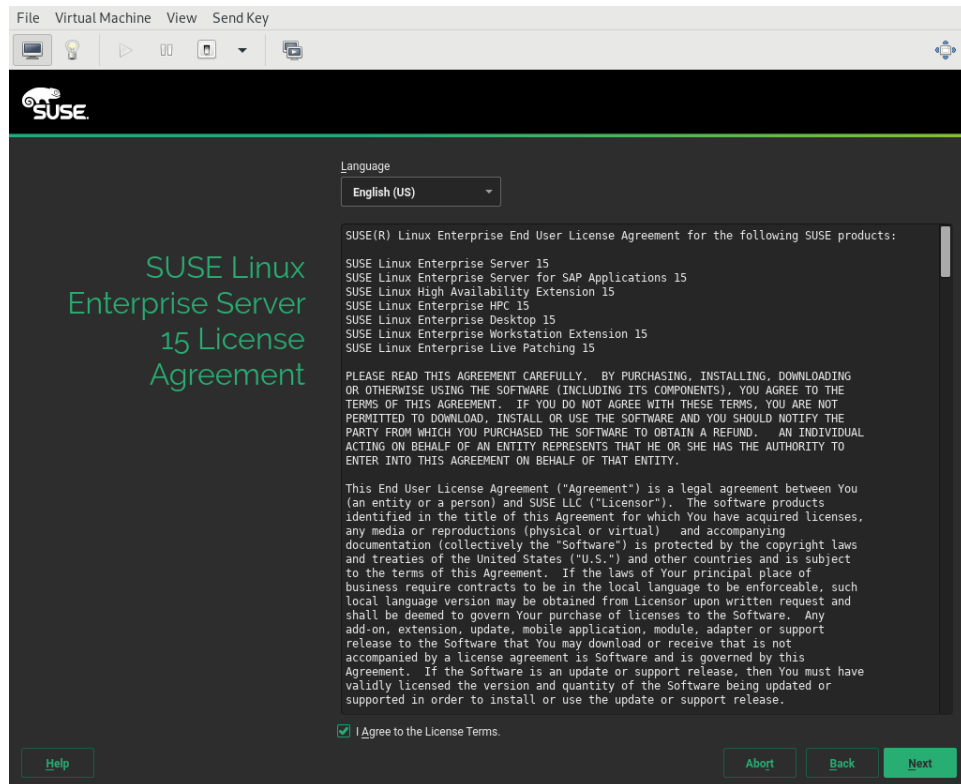 File Virtual Machine View Send Key
SUSE.
Language
English (US)
SUSE Linux
Enterprise Server
15 License
Agreement
SUSE(R) Linux Enterprise End User License Agreement for the following SUSE products:
SUSE Linux Enterprise Server 15
SUSE Linux Enterprise Server for SAP Applications 15
SUSE Linux High Availability Extension 15
SUSE Linux Enterprise HPC 15
SUSE Linux Enterprise Desktop 15
SUSE Linux Enterprise Workstation Extension 15
SUSE Linux Enterprise Live Patching 15
PLEASE READ THIS AGREEMENT CAREFULLY.  BY PURCHASING, INSTALLING, DOWNLOADING
OR OTHERWISE USING THE SOFTWARE (INCLUDING ITS COMPONENTS), YOU AGREE TO THE
TERMS OF THIS AGREEMENT.  IF YOU DO NOT AGREE WITH THESE TERMS, YOU ARE NOT
PERMITTED TO DOWNLOAD, INSTALL OR USE THE SOFTWARE AND YOU SHOULD NOTIFY THE
PARTY FROM WHICH YOU PURCHASED THE SOFTWARE TO OBTAIN A REFUND.   AN INDIVIDUAL
ACTING ON BEHALF OF AN ENTITY REPRESENTS THAT HE OR SHE HAS THE AUTHORITY TO
ENTER INTO THIS AGREEMENT ON BEHALF OF THAT ENTITY.
This End User License Agreement ("Agreement") is a legal agreement between You
(an entity or a person) and SUSE LLC ("Licensor").  The software products
identified in the title of this Agreement for which You have acquired licenses,
any media or reproductions (physical or virtual)   and accompanying
documentation (collectively the "Software") is protected by the copyright laws
and treaties of the United States ("U.S.") and other countries and is subject
to the terms of this Agreement.  If the laws of Your principal place of
business require contracts to be in the local language to be enforceable, such
local language version may be obtained from Licensor upon written request and
shall be deemed to govern Your purchase of licenses to the Software.  Any
add-on, extension, update, mobile application, module, adapter or support
release to the Software that You may download or receive that is not
accompanied by a license agreement is Software and is governed by this
Agreement.  If the Software is an update or support release, then You must have
validly licensed the version and quantity of the Software being updated or
supported in order to install or use the update or support release.
I Agree to the License Terms.
Help Abort Back Next